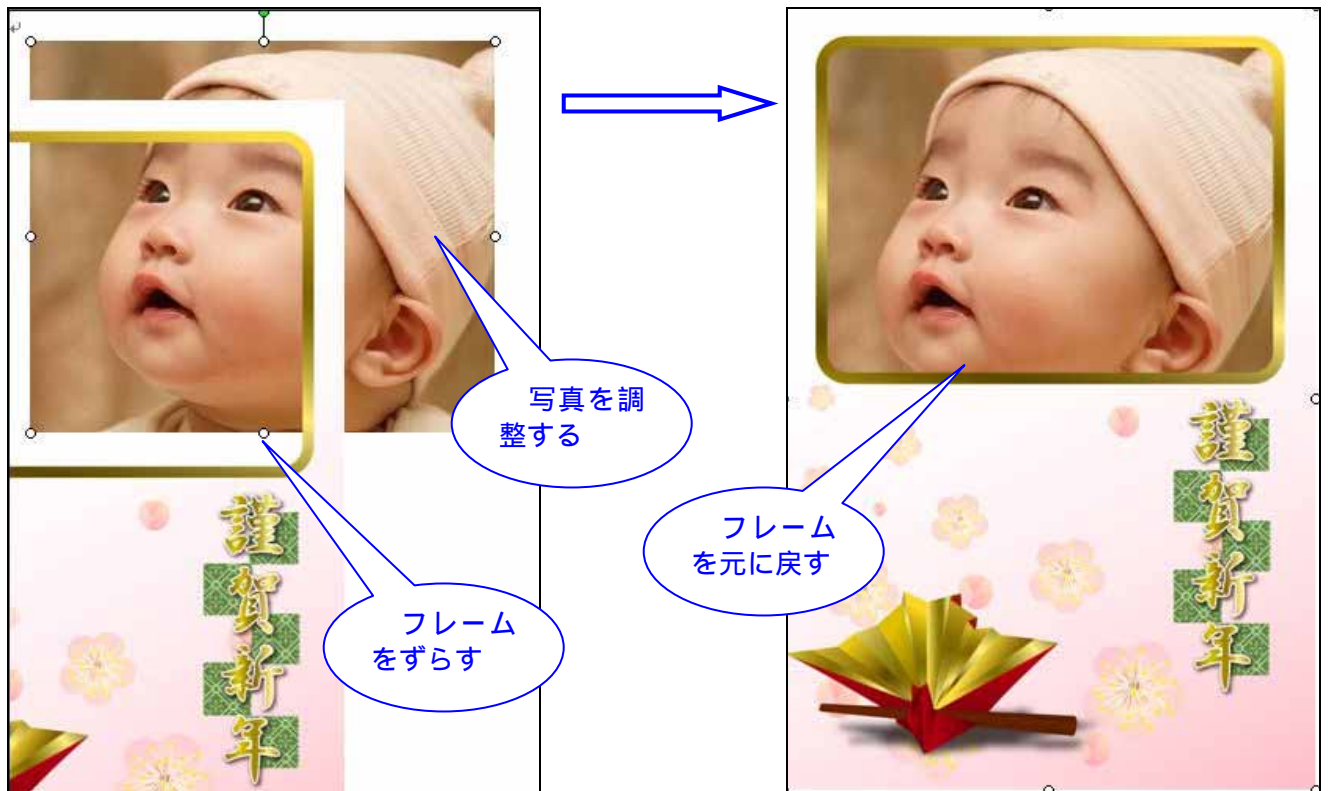 写真を調
整する
フレーム
をずらす
謹賀新年
フレーム
を元に戻す
謹賀新年